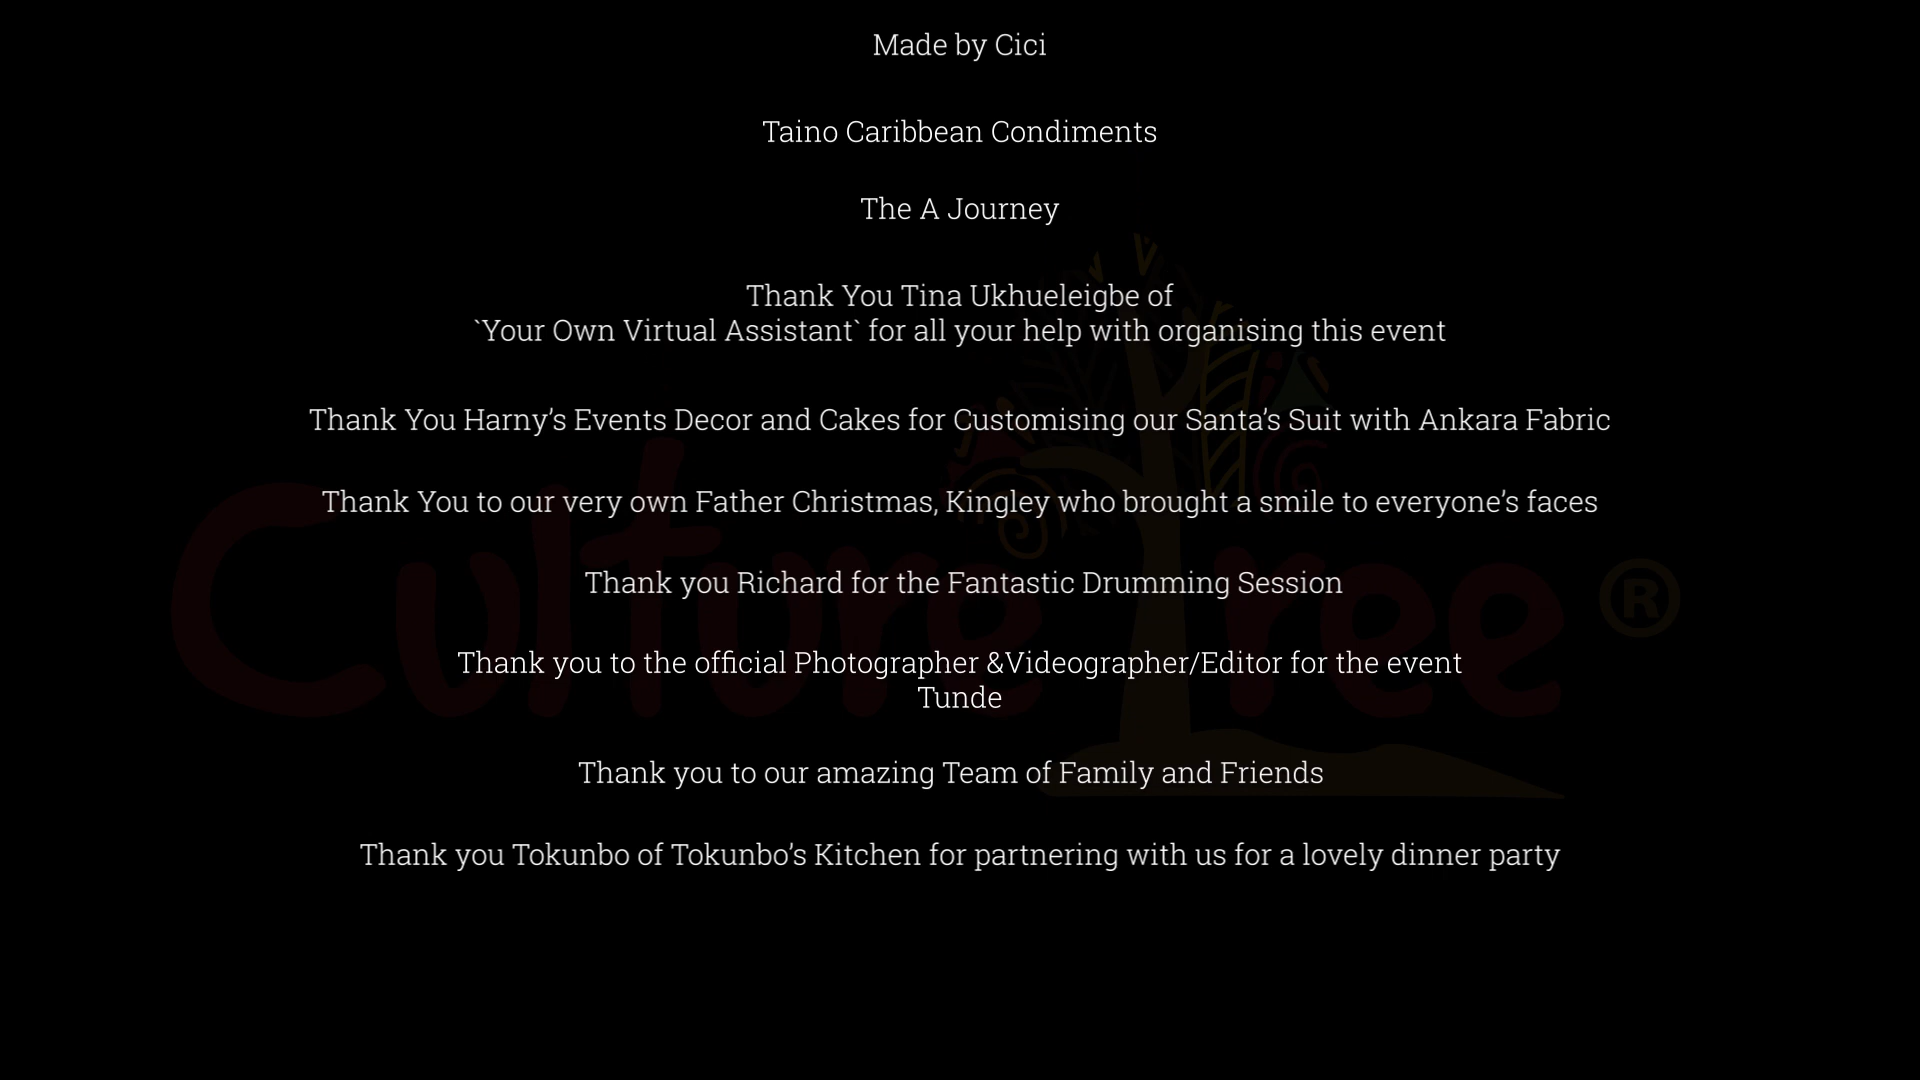 Made by Cici
Taino Caribbean Condiments
The A Journey
Thank You Tina Ukhueleigbe of
`Your Own Virtual Assistant` for all your help with organising this event
Thank You Harny’s Events Decor and Cakes for Customising our Santa’s Suit with Ankara Fabric
Thank You to our very own Father Christmas, Kingley who brought a smile to everyone’s faces
Thank you Richard for the Fantastic Drumming Session
Culture Tree ®
Thank you to the official Photographer &Videographer/Editor for the event
Tunde
Thank you to our amazing Team of Family and Friends
Thank you Tokunbo of Tokunbo’s Kitchen for partnering with us for a lovely dinner party